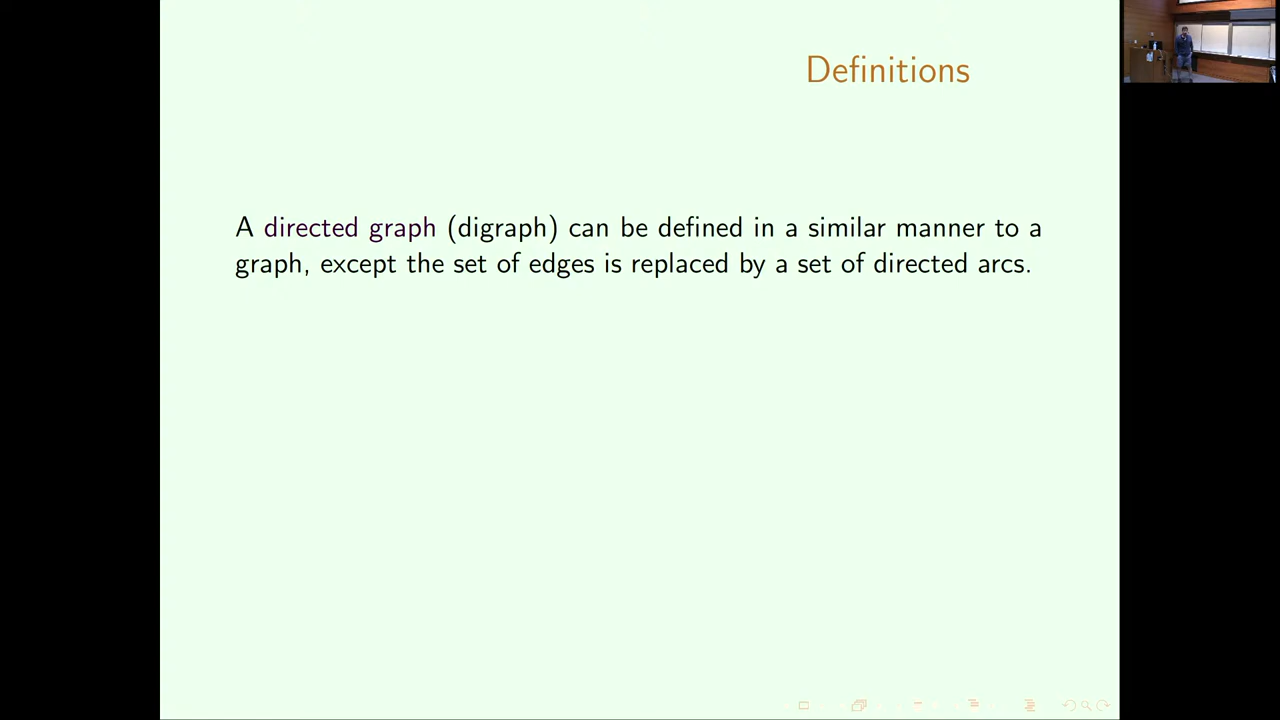 Definitions
A directed graph (digraph) can be defined in a similar manner to a
graph, except the set of edges is replaced by a set of directed arcs.